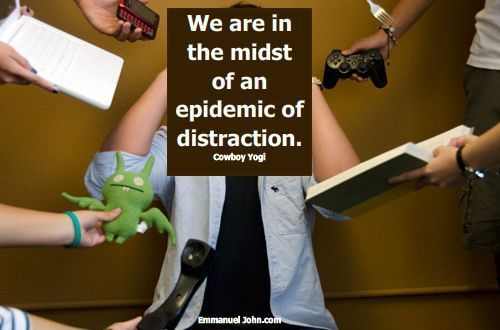 We are in
the midst
of an
epidemic of
distraction.
Cowboy Yogi
Emmanuel John.com